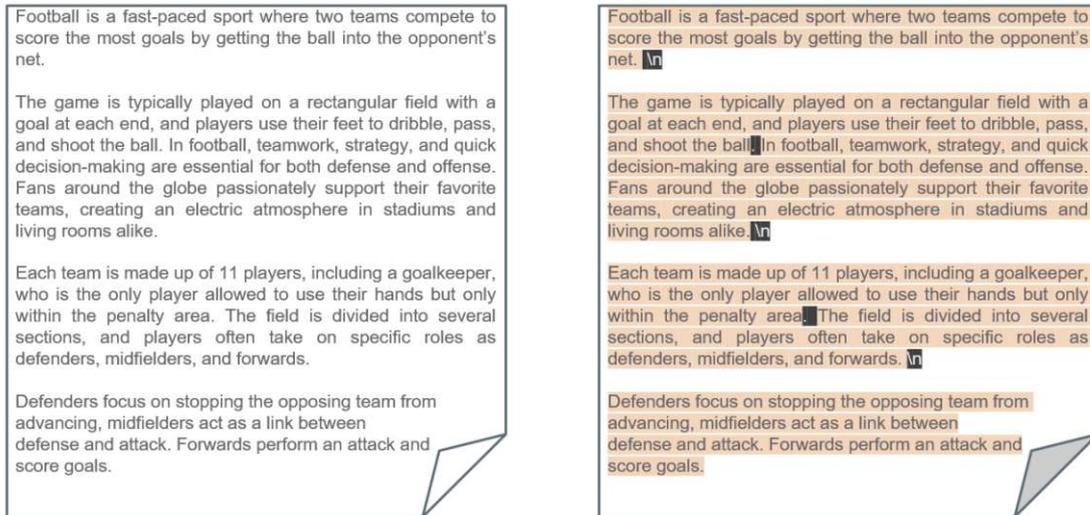 Football is a fast-paced sport where two teams compete to
score the most goals by getting the ball into the opponent's
net.
The game is typically played on a rectangular field with a
goal at each end, and players use their feet to dribble, pass,
and shoot the ball. In football, teamwork, strategy, and quick
decision-making are essential for both defense and offense.
Fans around the globe passionately support their favorite
teams, creating an electric atmosphere in stadiums and
living rooms alike.
Each team is made up of 11 players, including a goalkeeper,
who is the only player allowed to use their hands but only
within the penalty area. The field is divided into several
sections, and players often take on specific roles as
defenders, midfielders, and forwards.
Defenders focus on stopping the opposing team from
advancing, midfielders act as a link between
defense and attack. Forwards perform an attack and
score goals.
Football is a fast-paced sport where two teams compete to
score the most goals by getting the ball into the opponent's
net. \n
The game is typically played on a rectangular field with a
goal at each end, and players use their feet to dribble, pass,
and shoot the ball. In football, teamwork, strategy, and quick
decision-making are essential for both defense and offense.
Fans around the globe passionately support their favorite
teams, creating an electric atmosphere in stadiums and
living rooms alike. \n
Each team is made up of 11 players, including a goalkeeper,
who is the only player allowed to use their hands but only
within the penalty area. The field is divided into several
sections, and players often take on specific roles as
defenders, midfielders, and forwards. \n
Defenders focus on stopping the opposing team from
advancing, midfielders act as a link between
defense and attack. Forwards perform an attack and
score goals.